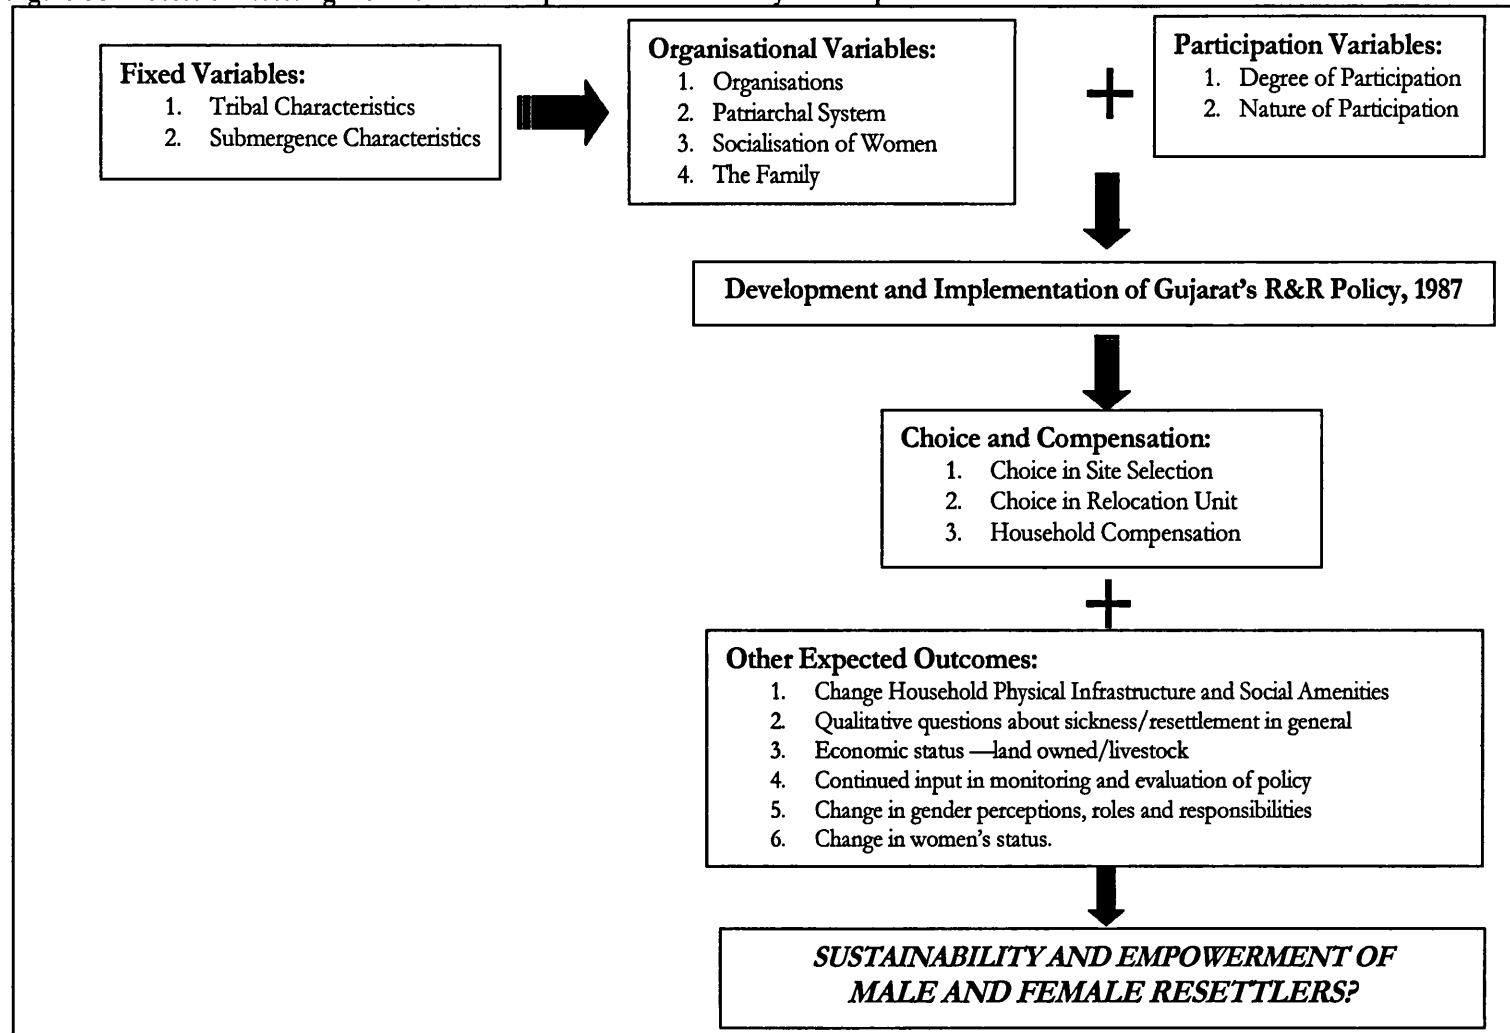 Fixed Variables:
1. Tribal Characteristics
2. Submergence Characteristics
Organisational Variables:
1. Organisations
2. Patriarchal System
3. Socialisation of Women
4. The Family
+
Participation Variables:
1. Degree of Participation
2. Nature of Participation
Development and Implementation of Gujarat's R&R Policy, 1987
Choice and Compensation:
1. Choice in Site Selection
2. Choice in Relocation Unit
3. Household Compensation
+
Other Expected Outcomes:
1. Change Household Physical Infrastructure and Social Amenities
2. Qualitative questions about sickness/resettlement in general
3. Economic status —land owned/livestock
4. Continued input in monitoring and evaluation of policy
5. Change in gender perceptions, roles and responsibilities
6. Change in women's status.
SUSTAINABILITY AND EMPOWERMENT OF
MALE AND FEMALE RESETTLERS?